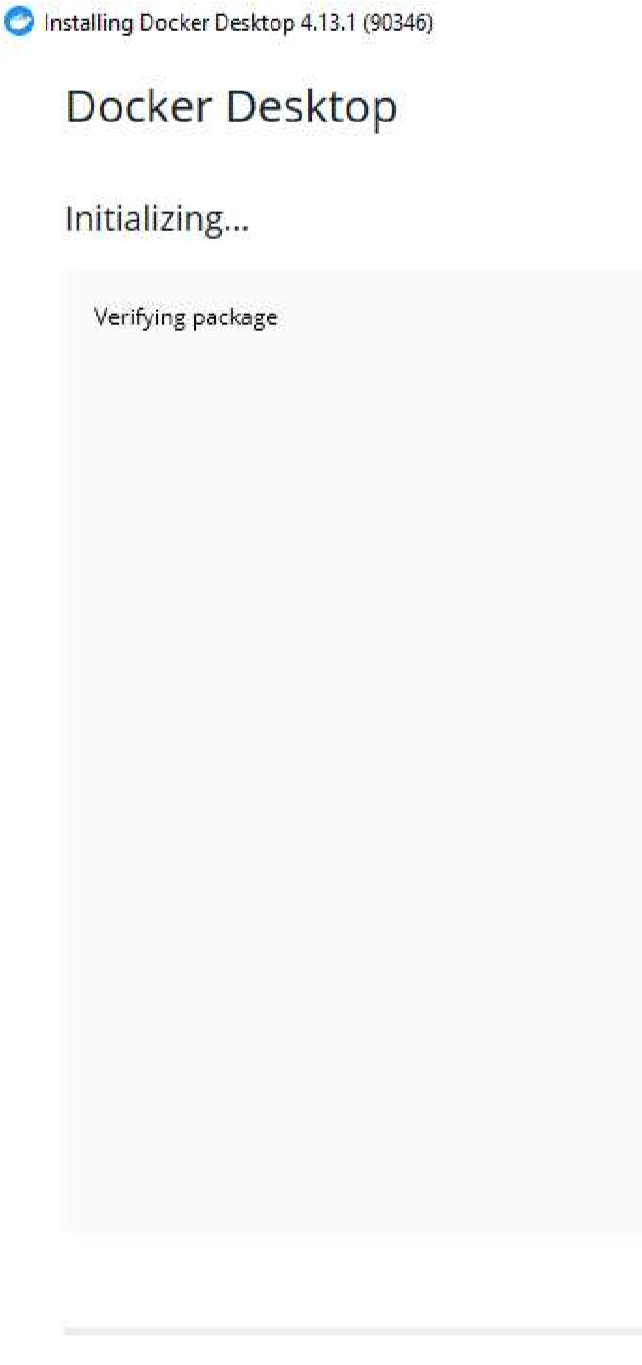 Installing Docker Desktop 4.13.1 (90346)
Docker Desktop
Initializing...
Verifying package